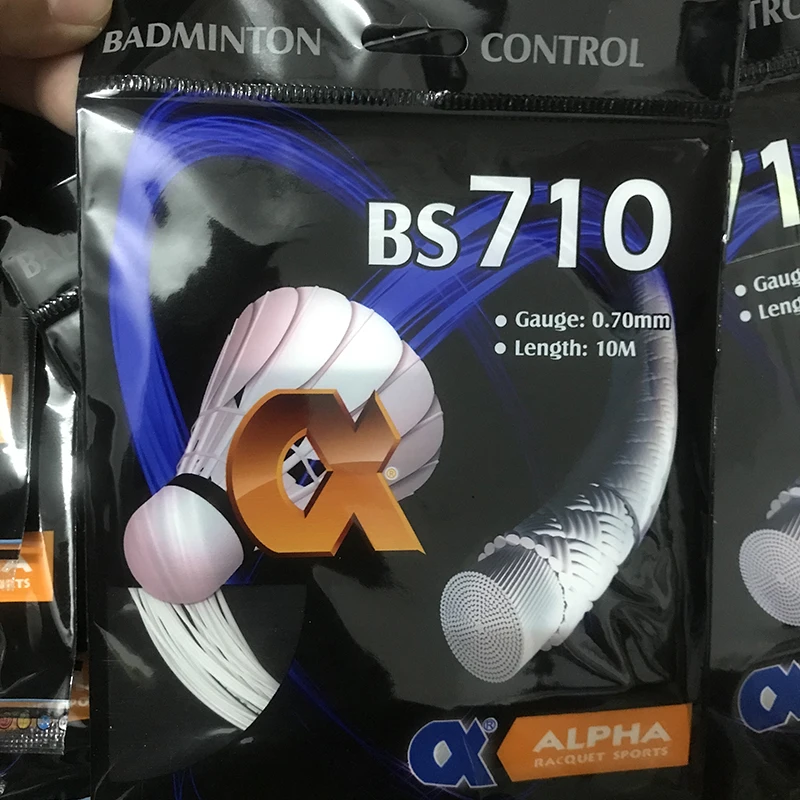 BADMINTON CONTROL
BS 710
• Gauge: 0.70mm
• Length: 10M
α®
α®
ALPHA
RACQUET SPORTS